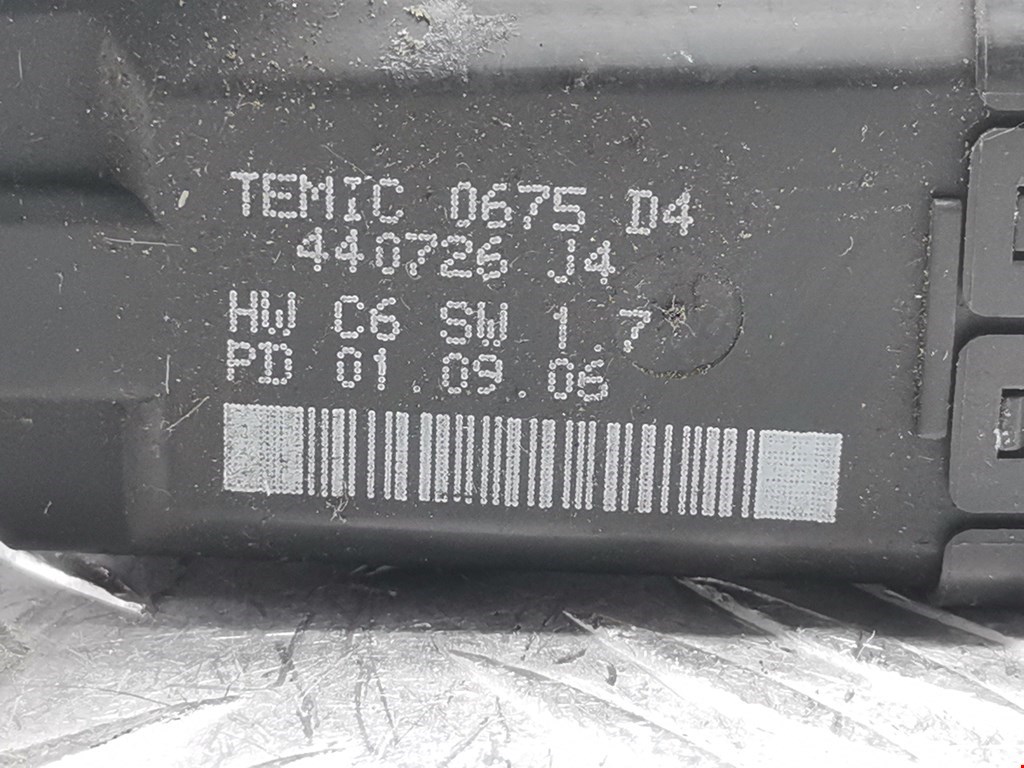 TEMIC 0675 D4
440726 J4
HW C6 SW 1.7
PD 01.09.06